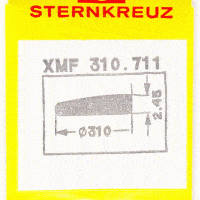 STERNKREUZ
XMF 310.711
2.45
Ø310